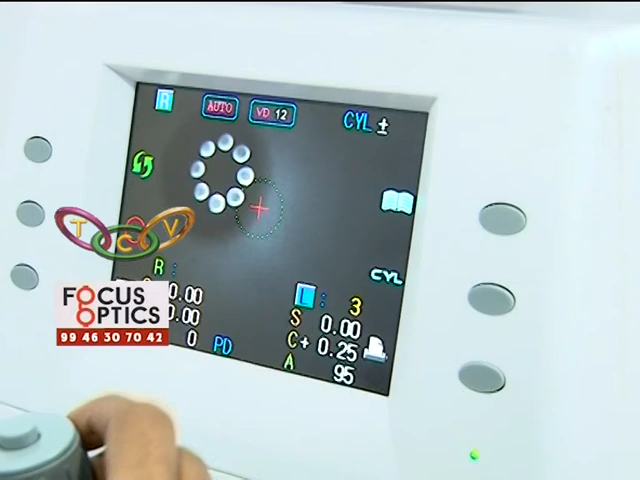 R AUTO VD 12 CYL ±
T C V
CYL
R :
L : 3
0.00
S 0.00
0.00
C+ 0.25
0 PD
A 95
FOCUS
OPTICS
99 46 30 70 42